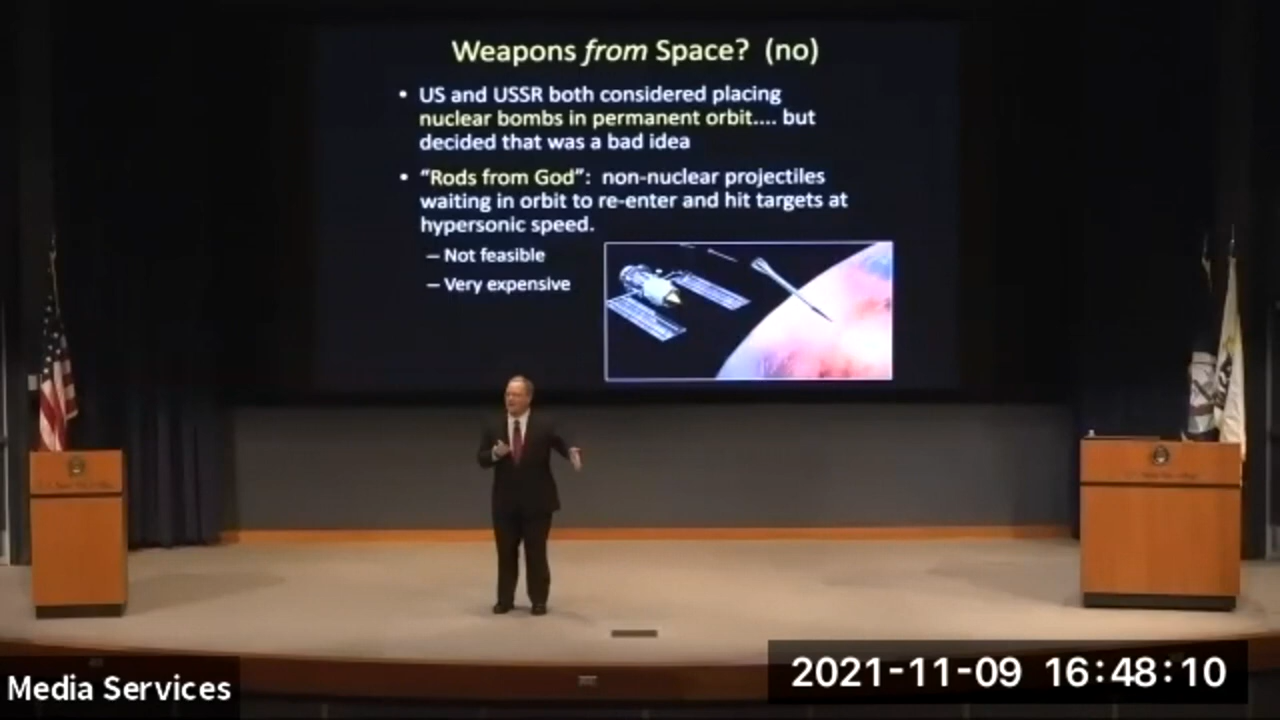 Weapons from Space? (no)
• US and USSR both considered placing
nuclear bombs in permanent orbit.... but
decided that was a bad idea
• “Rods from God”: non-nuclear projectiles
waiting in orbit to re-enter and hit targets at
hypersonic speed.
– Not feasible
– Very expensive
Media Services
2021-11-09 16:48:10